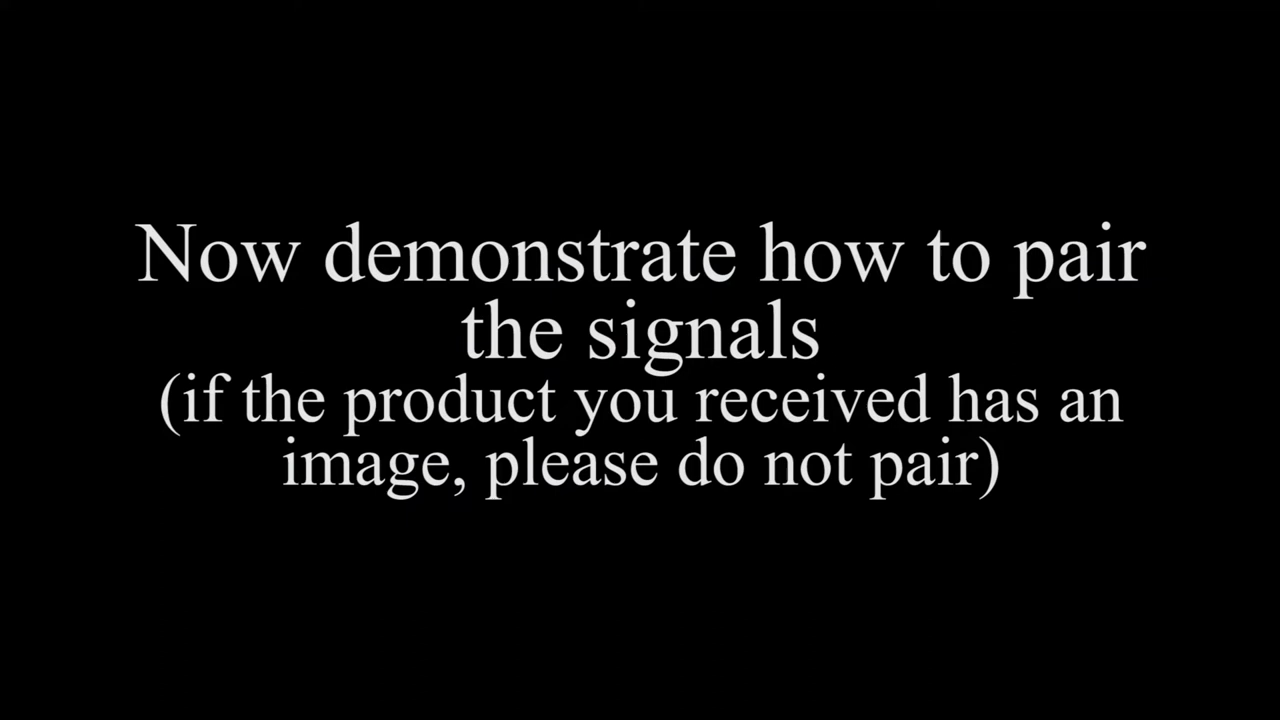 Now demonstrate how to pair
the signals
(if the product you received has an
image, please do not pair)